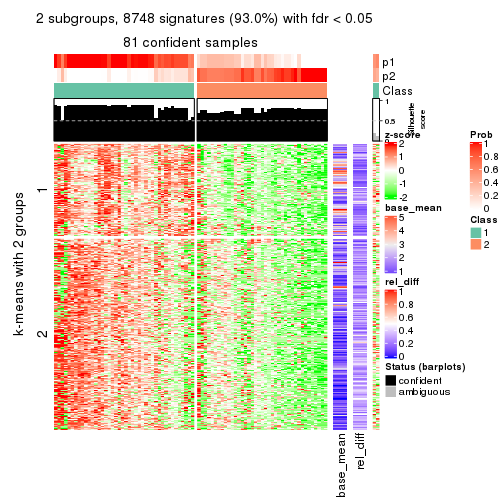 2 subgroups, 8748 signatures (93.0%) with fdr < 0.05
81 confident samples
p1
p2
Class
1
0.5
0
Silhouette
score
k-means with 2 groups
1
2
z-score
2
1
0
-1
-2
base_mean
5
4
3
2
1
rel_diff
1
0.8
0.6
0.4
0.2
0
Status (barplots)
confident
ambiguous
Prob
1
0.8
0.6
0.4
0.2
0
Class
1
2
base_mean
rel_diff